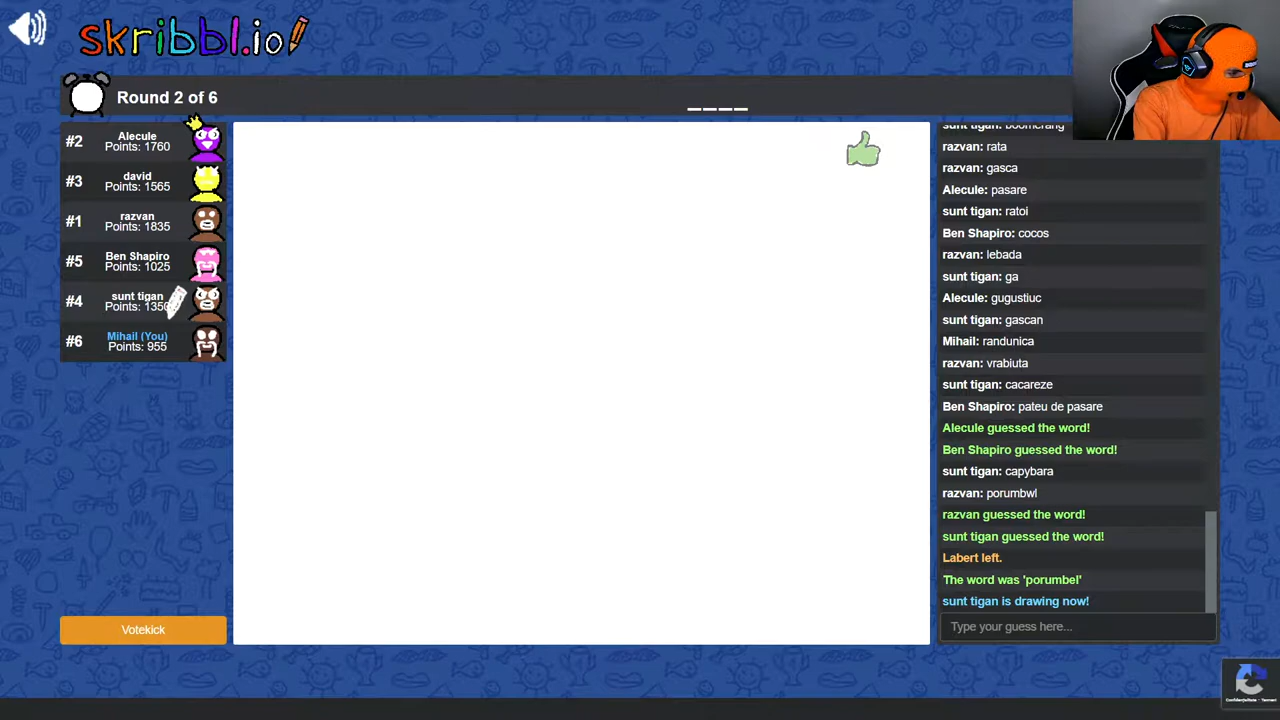 skribbl.io
Round 2 of 6
#2
Alecule
Points: 1760
#3
david
Points: 1565
#1
razvan
Points: 1835
#5
Ben Shapiro
Points: 1025
#4
sunt tigan
Points: 1350
#6
Mihail (You)
Points: 955
Votekick
sunt tigan: boomerang
razvan: rata
razvan: gasca
Alecule: pasare
sunt tigan: ratoi
Ben Shapiro: cocos
razvan: lebada
sunt tigan: ga
Alecule: gugustiuc
sunt tigan: gascan
Mihail: randunica
razvan: vrabiuta
sunt tigan: cacareze
Ben Shapiro: pateu de pasare
Alecule guessed the word!
Ben Shapiro guessed the word!
sunt tigan: capybara
razvan: porumbwl
razvan guessed the word!
sunt tigan guessed the word!
Labert left.
The word was 'porumbel'
sunt tigan is drawing now!
Type your guess here...